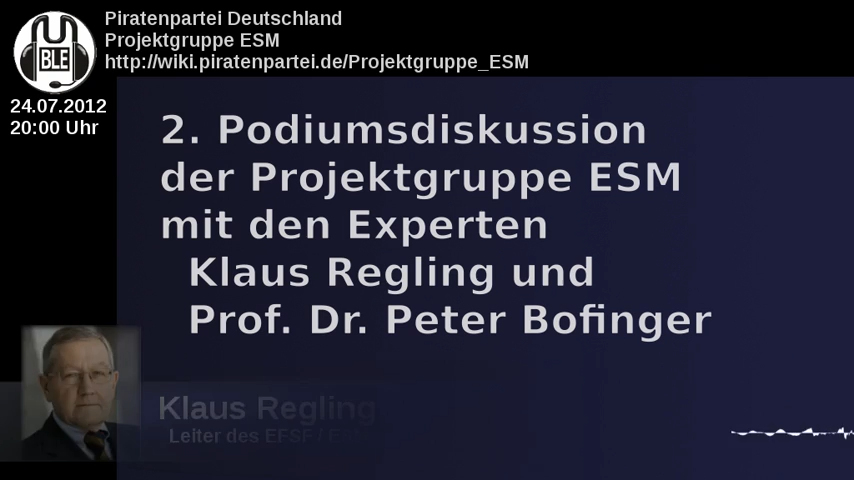 BLE
Piratenpartei Deutschland
Projektgruppe ESM
http://wiki.piratenpartei.de/Projektgruppe_ESM
24.07.2012
20:00 Uhr
2. Podiumsdiskussion
der Projektgruppe ESM
mit den Experten
Klaus Regling und
Prof. Dr. Peter Bofinger
Klaus Regling
Leiter des EFSF / ESM